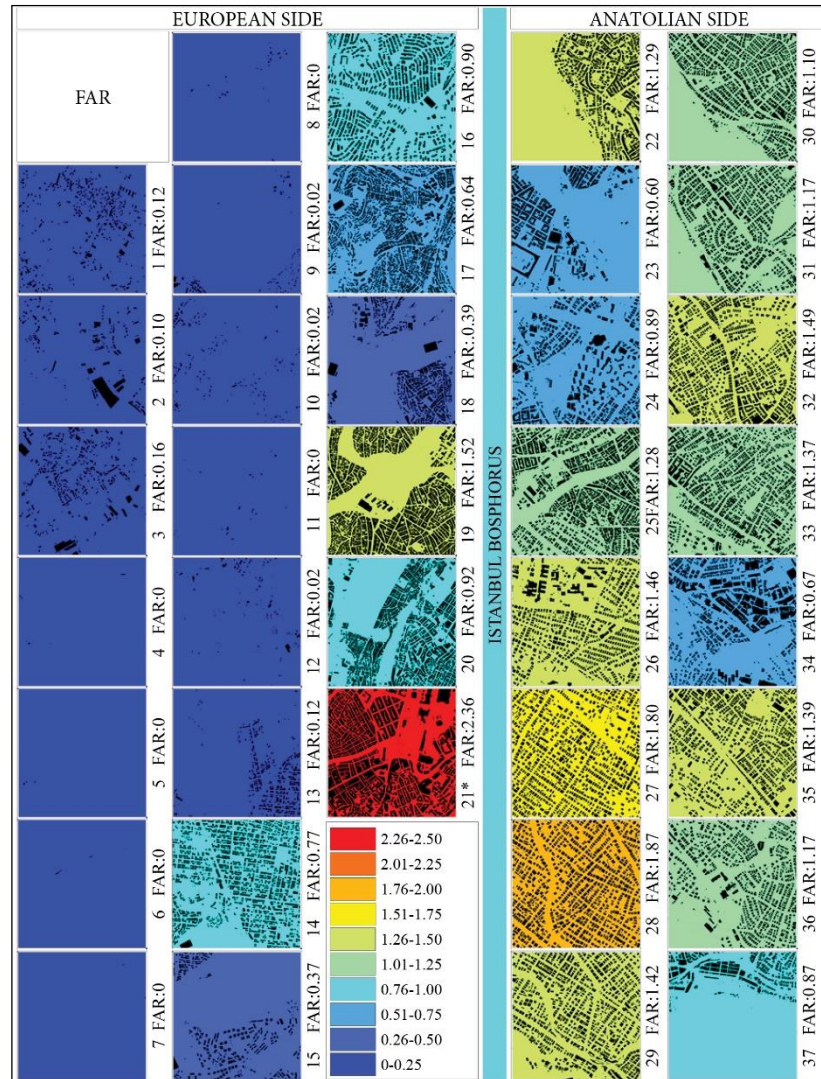 EUROPEAN SIDE
ANATOLIAN SIDE
FAR
1 FAR:0.12
2 FAR:0.10
3 FAR:0.16
4 FAR:0
5 FAR:0
6 FAR:0
7 FAR:0
8 FAR:0
9 FAR:0.02
10 FAR:0.02
11 FAR:0
12 FAR:0.02
13 FAR:0.12
14 FAR:0.77
15 FAR:0.37
16 FAR:0.90
17 FAR:0.64
18 FAR:.0.39
19 FAR:1.52
20 FAR:0.92
21* FAR:2.36
2.26-2.50
2.01-2.25
1.76-2.00
1.51-1.75
1.26-1.50
1.01-1.25
0.76-1.00
0.51-0.75
0.26-0.50
0-0.25
ISTANBUL BOSPHORUS
22 FAR:1.29
23 FAR:0.60
24 FAR:0.89
25FAR:1.28
26 FAR:1.46
27 FAR:1.80
28 FAR:1.87
29 FAR:1.42
30 FAR:1.10
31 FAR:1.17
32 FAR:1.49
33 FAR:1.37
34 FAR:0.67
35 FAR:1.39
36 FAR:1.17
37 FAR:0.87